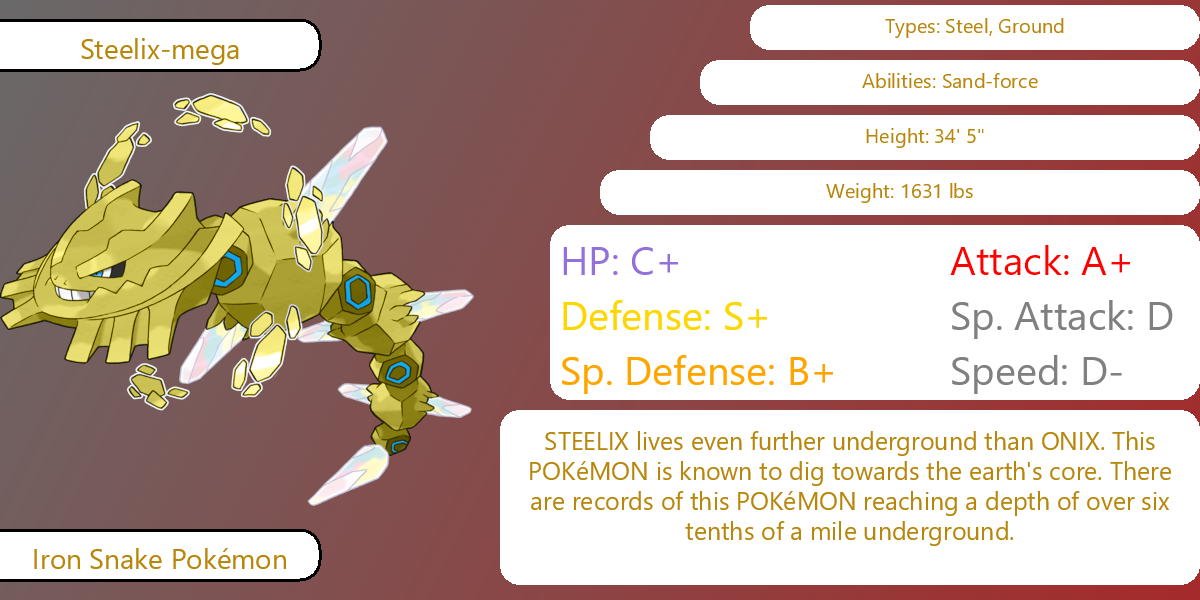 Steelix-mega
Types: Steel, Ground
Abilities: Sand-force
Height: 34' 5"
Weight: 1631 lbs
HP: C+
Attack: A+
Defense: S+
Sp. Attack: D
Sp. Defense: B+
Speed: D-
STEELIX lives even further underground than ONIX. This
POKéMON is known to dig towards the earth's core. There
are records of this POKéMON reaching a depth of over six
tenths of a mile underground.
Iron Snake Pokémon